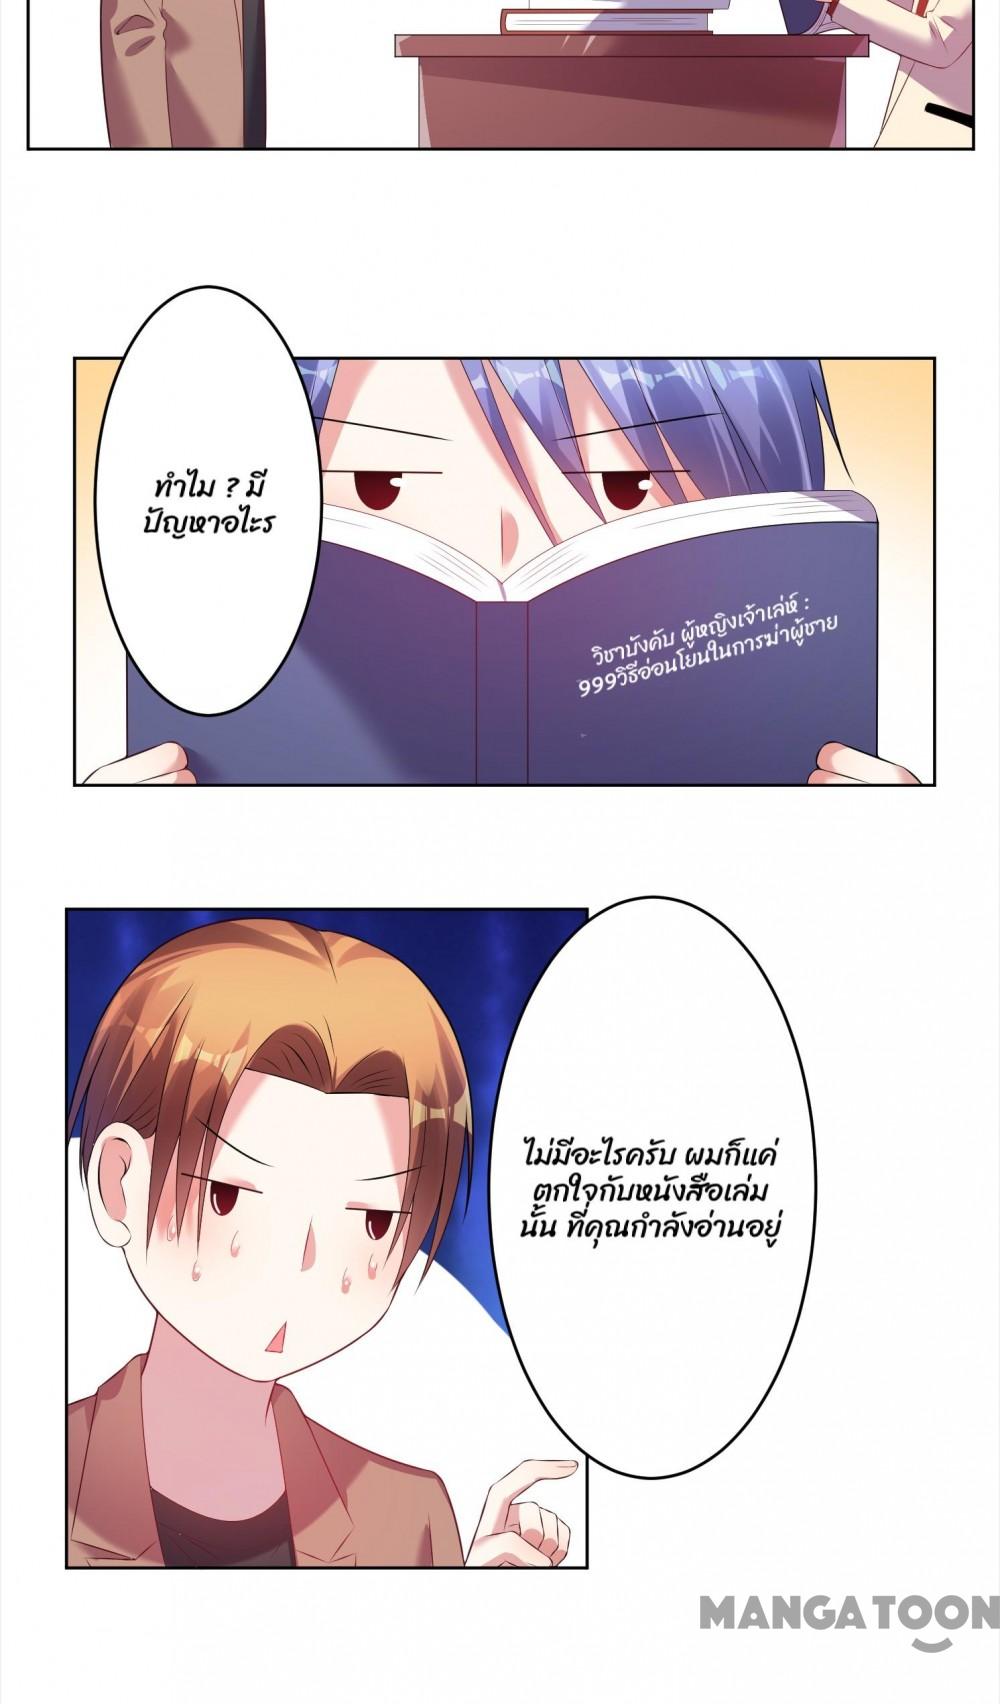 ทำไม ? มี
ปัญหาอะไร
วิชาบังคับ ผู้หญิงเจ้าเล่ห์ :
999วิธีอ่อนโยนในการฆ่าผู้ชาย
ไม่มีอะไรครับ ผมก็แค่
ตกใจกับหนังสือเล่ม
นั้น ที่คุณกำลังอ่านอยู่
MANGATOON